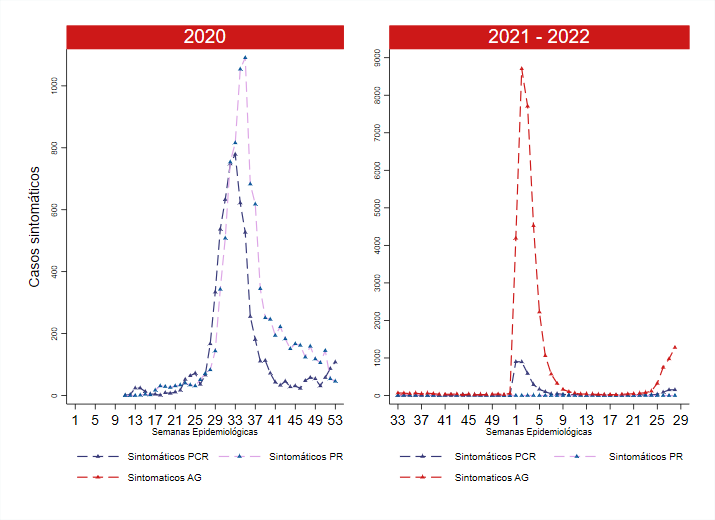 2020
2021 - 2022
Casos sintomáticos
0
200
400
600
800
1000
1 5 9 13 17 21 25 29 33 37 41 45 49 53
Semanas Epidemiológicas
0
1000
2000
3000
4000
5000
6000
7000
8000
9000
33 37 41 45 49 1 5 9 13 17 21 25 29
Semanas Epidemiológicas
Sintomáticos PCR Sintomáticos PR
Sintomaticos AG
Sintomáticos PCR Sintomáticos PR
Sintomaticos AG